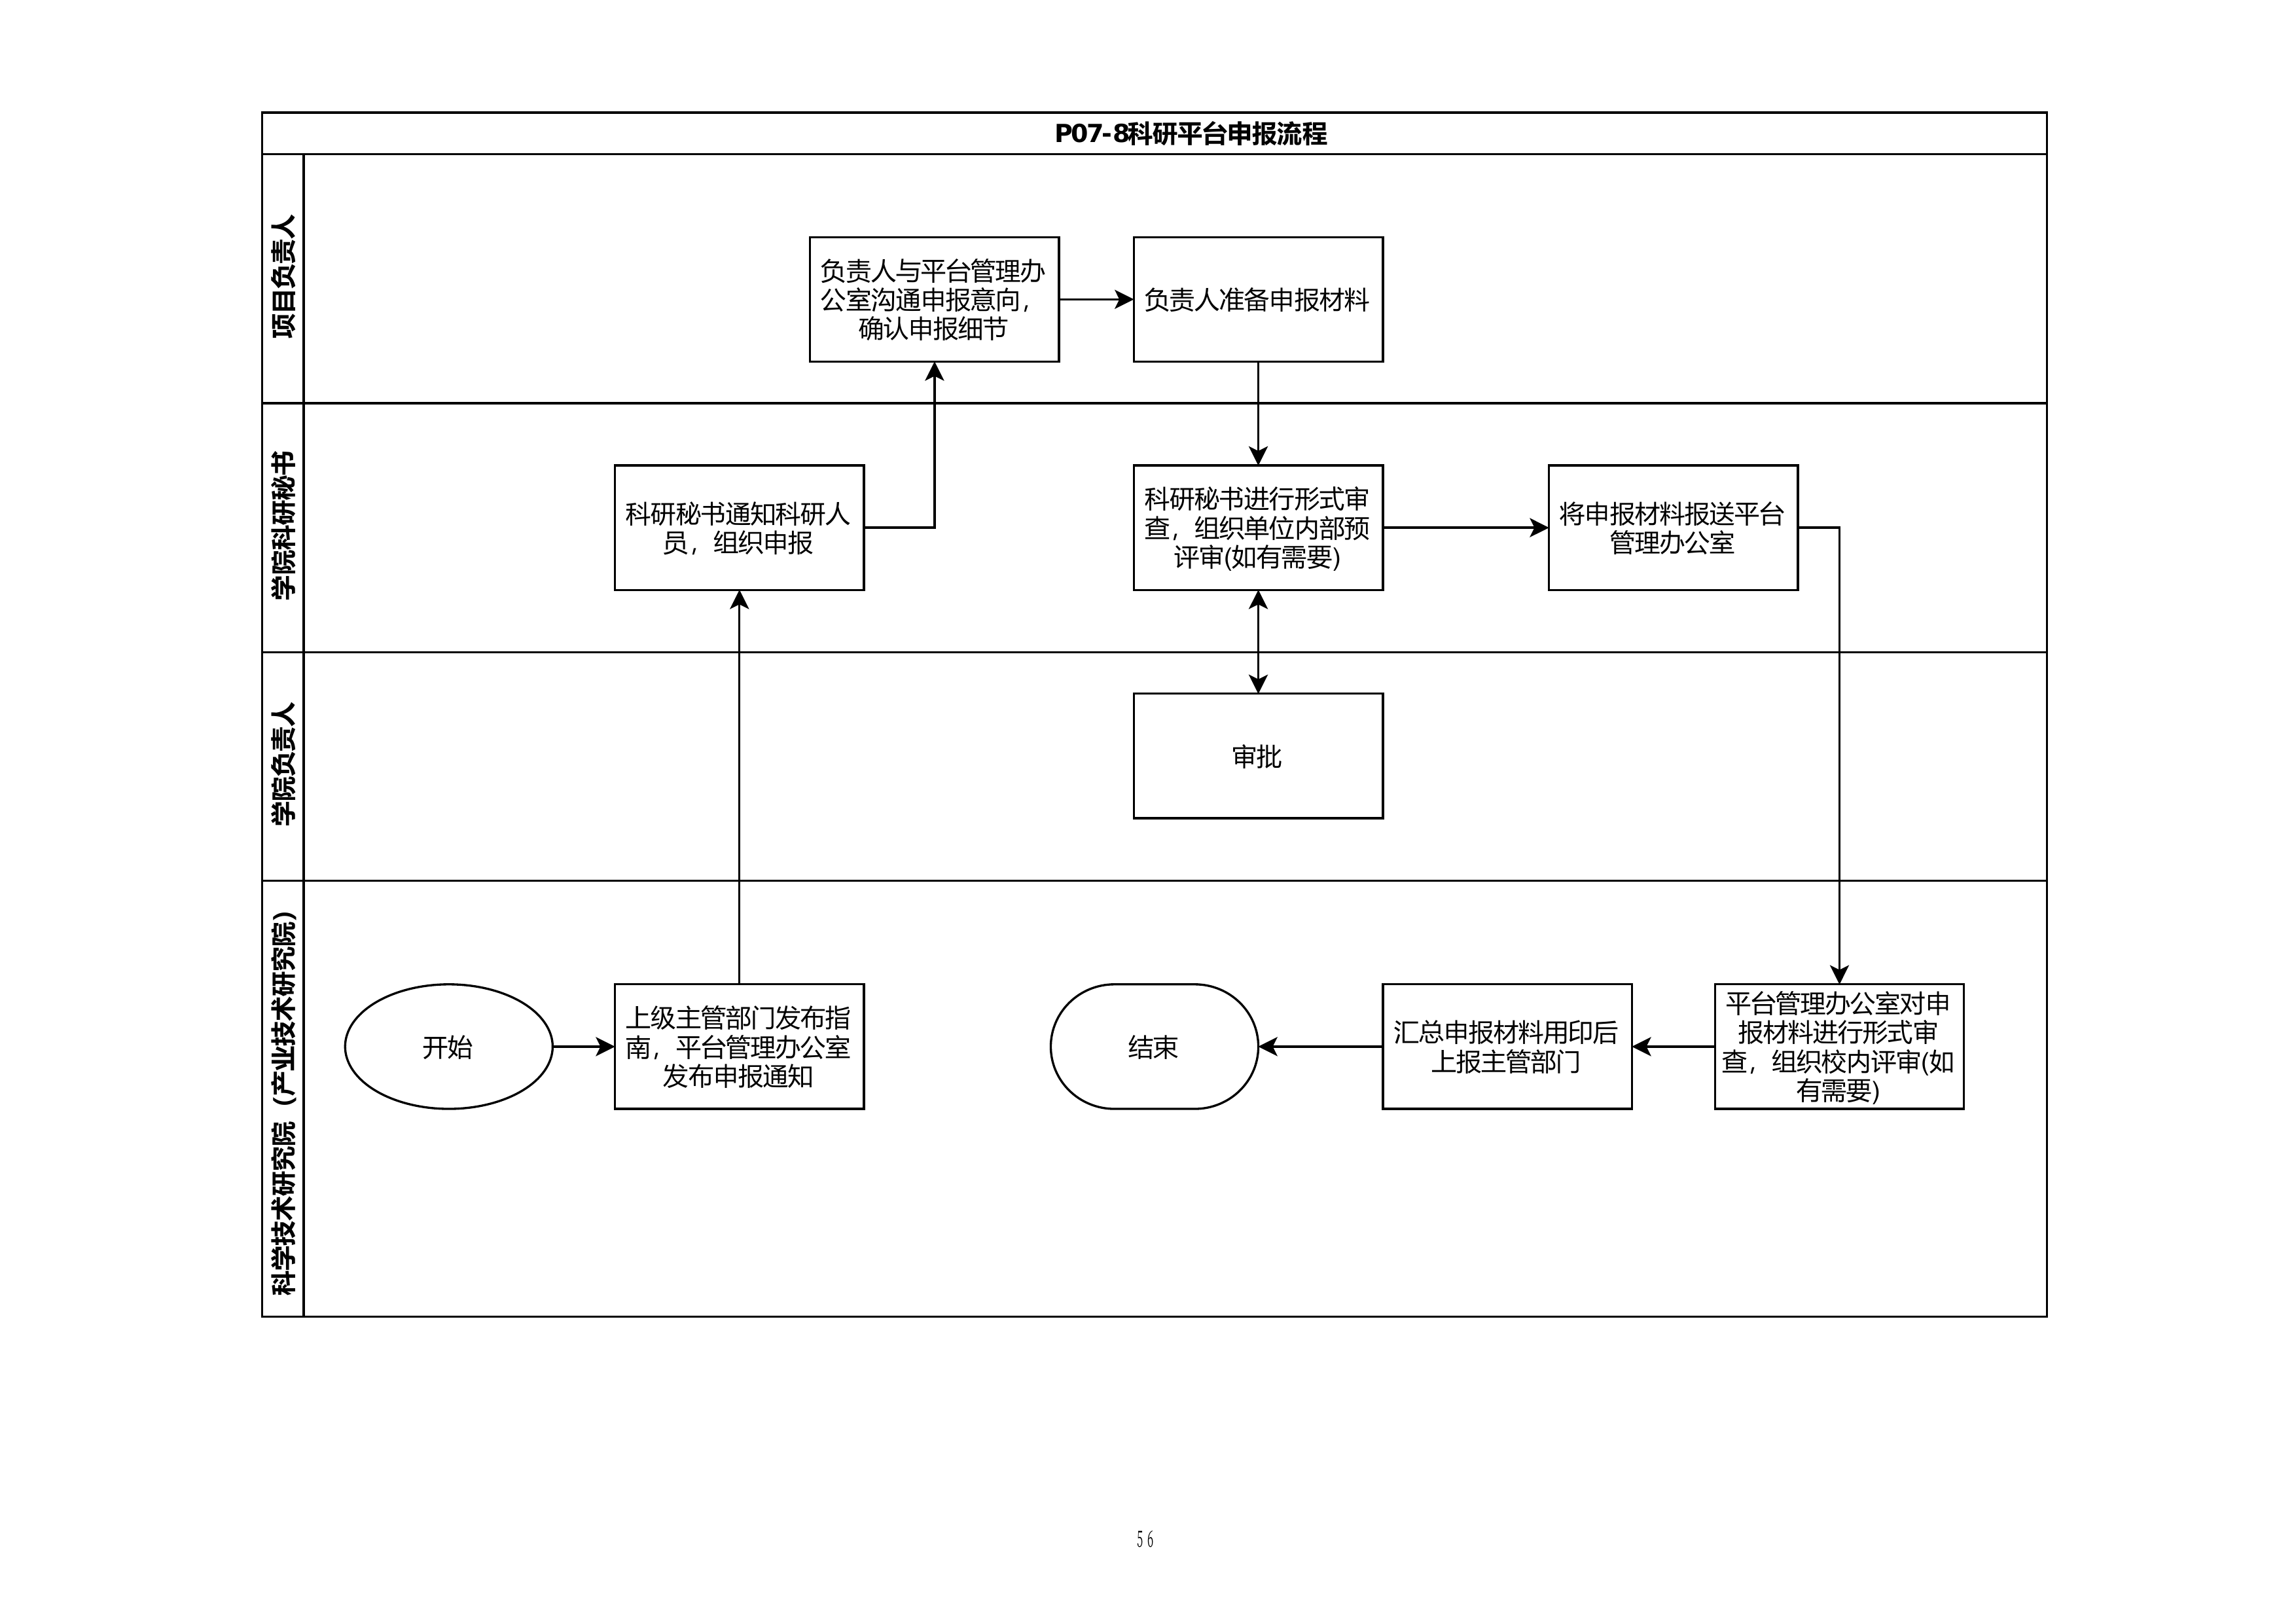 P07-8科研平台申报流程
项目负责人
负责人与平台管理办
公室沟通申报意向，
确认申报细节
负责人准备申报材料
学院科研秘书
科研秘书通知科研人
员，组织申报
科研秘书进行形式审
查，组织单位内部预
评审(如有需要)
将申报材料报送平台
管理办公室
学院负责人
审批
科学技术研究院（产业技术研究院）
开始
上级主管部门发布指
南，平台管理办公室
发布申报通知
结束
汇总申报材料用印后
上报主管部门
平台管理办公室对申
报材料进行形式审
查，组织校内评审(如
有需要)
56